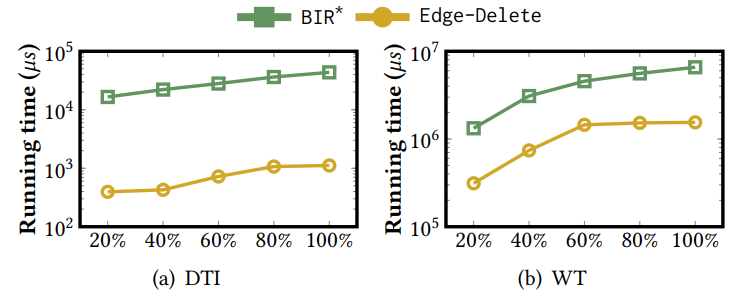 BIR* Edge-Delete
Running time (μs)
10^5
10^4
10^3
10^2
20% 40% 60% 80% 100%
(a) DTI
Running time (μs)
10^7
10^6
10^5
20% 40% 60% 80% 100%
(b) WT